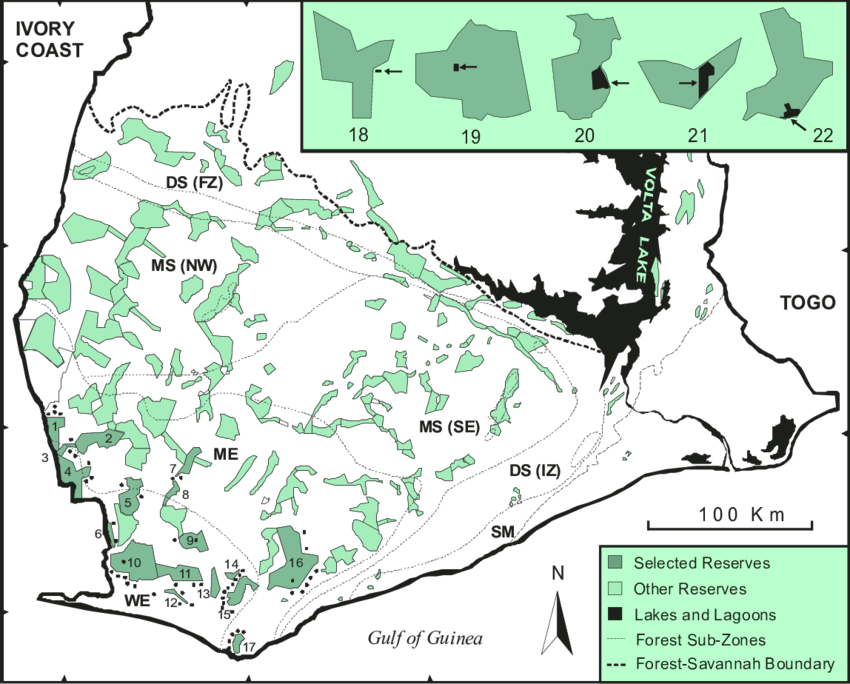 IVORY
COAST
18
19
20
21
22
DS (FZ)
VOLTA LAKE
MS (NW)
TOGO
1
2
MS (SE)
3
ME
4
7
DS (IZ)
5
8
6
9
SM
100 Km
10
11
14
16
12
13
WE
15
17
N
Gulf of Guinea
Selected Reserves
Other Reserves
Lakes and Lagoons
Forest Sub-Zones
Forest-Savannah Boundary